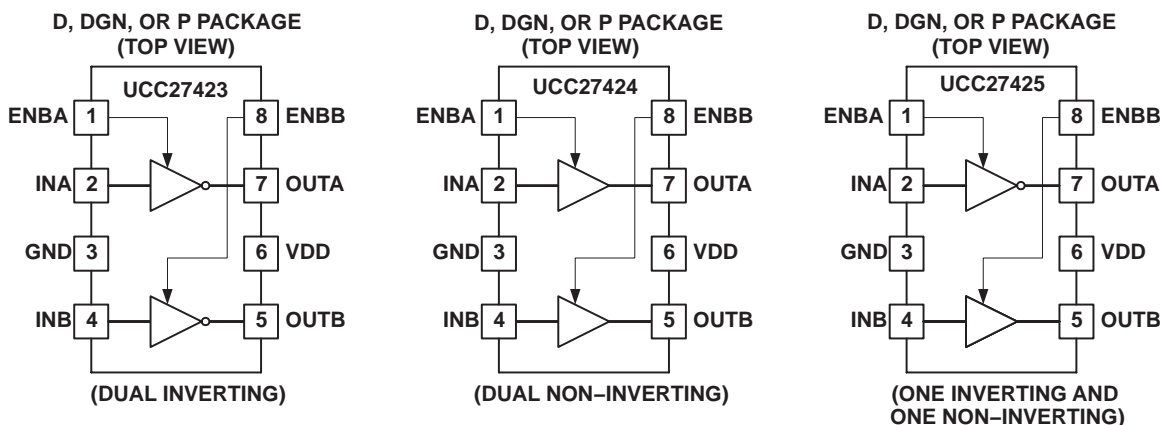 D, DGN, OR P PACKAGE
(TOP VIEW)
UCC27423
ENBA 1 8 ENBB
INA 2 7 OUTA
GND 3 6 VDD
INB 4 5 OUTB
(DUAL INVERTING)
D, DGN, OR P PACKAGE
(TOP VIEW)
UCC27424
ENBA 1 8 ENBB
INA 2 7 OUTA
GND 3 6 VDD
INB 4 5 OUTB
(DUAL NON–INVERTING)
D, DGN, OR P PACKAGE
(TOP VIEW)
UCC27425
ENBA 1 8 ENBB
INA 2 7 OUTA
GND 3 6 VDD
INB 4 5 OUTB
(ONE INVERTING AND
ONE NON–INVERTING)